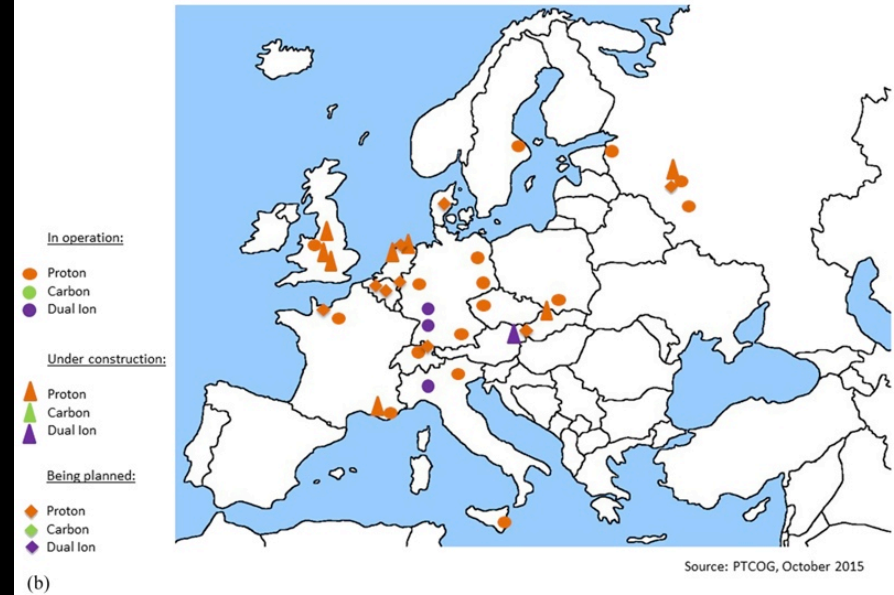 In operation:
Proton
Carbon
Dual Ion
Under construction:
Proton
Carbon
Dual Ion
Being planned:
Proton
Carbon
Dual Ion
Source: PTCOG, October 2015
(b)